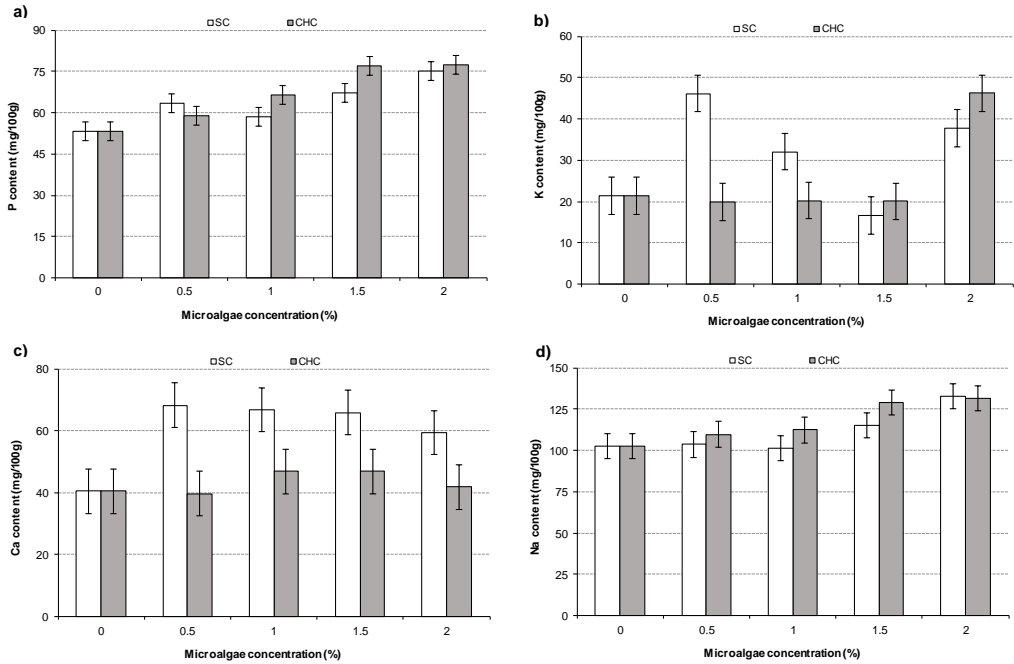 a)
SC CHC
90
75
60
45
30
15
0
P content (mg/100g)
0 0.5 1 1.5 2
Microalgae concentration (%)
b)
SC CHC
60
50
40
30
20
10
0
K content (mg/100g)
0 0.5 1 1.5 2
Microalgae concentration (%)
c)
SC CHC
80
60
40
20
0
Ca content (mg/100g)
0 0.5 1 1.5 2
Microalgae concentration (%)
d)
SC CHC
150
125
100
75
50
25
0
Na content (mg/100g)
0 0.5 1 1.5 2
Microalgae concentration (%)